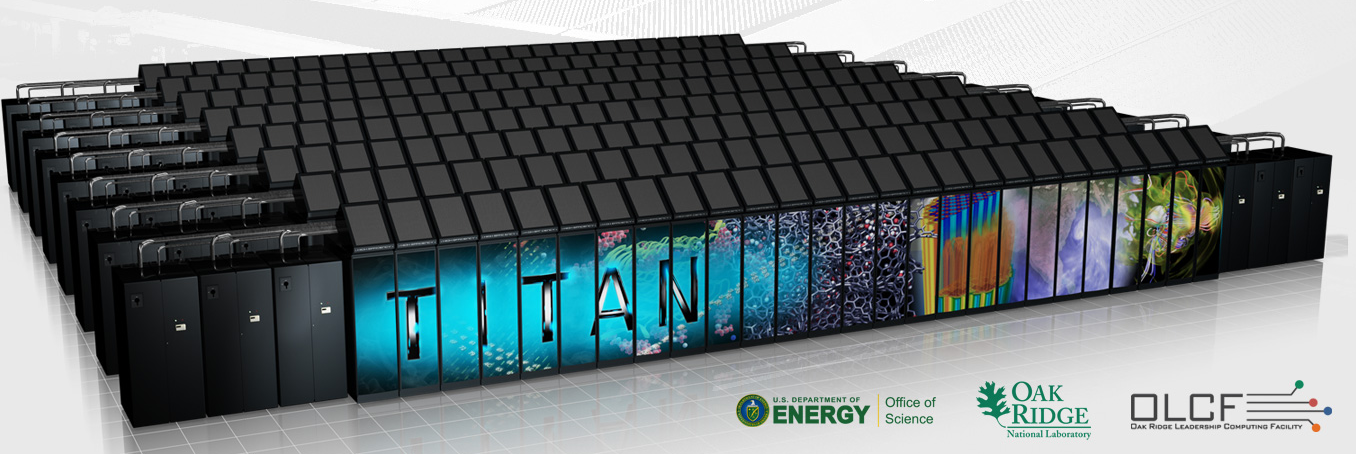 TITAN
U.S. DEPARTMENT OF
ENERGY
Office of
Science
OAK
RIDGE
National Laboratory
OLCF
OAK RIDGE LEADERSHIP COMPUTING FACILITY